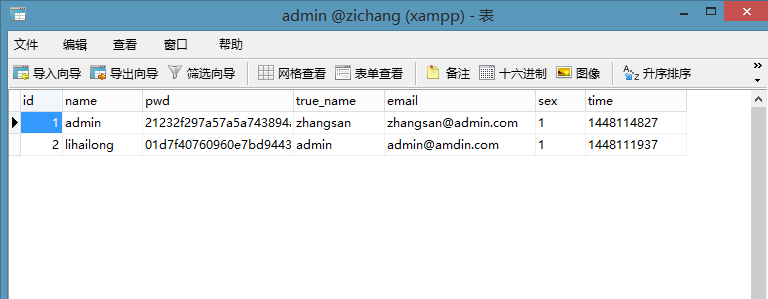 admin @zichang (xampp) - 表
文件 编辑 查看 窗口 帮助
导入向导 导出向导 筛选向导 网格查看 表单查看 备注 十六进制 图像 升序排序
id name pwd true_name email sex time
1 admin 21232f297a57a5a743894a zhangsan zhangsan@admin.com 1 1448114827
2 lihailong 01d7f40760960e7bd9443 admin admin@amdin.com 1 1448111937